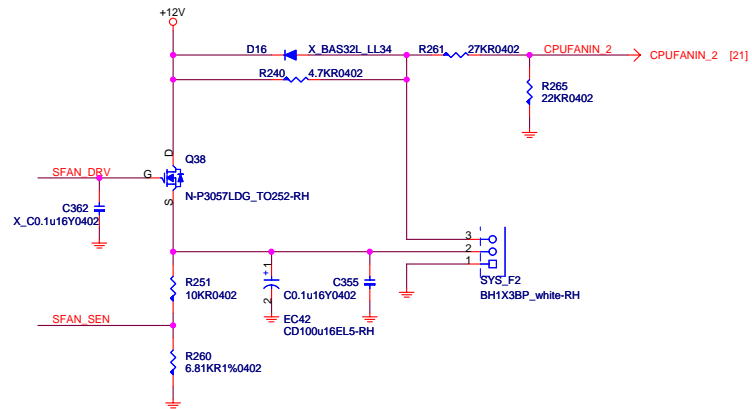 +12V
D16 X_BAS32L_LL34
R261 27KR0402
CPUFANIN_2
CPUFANIN_2 [21]
R240 4.7KR0402
R265
22KR0402
D
Q38
SFAN_DRV
G
N-P3057LDG_TO252-RH
S
C362
X_C0.1u16Y0402
3
2
1
SYS_F2
BH1X3BP_white-RH
R251
10KR0402
+
1
2
C0.1u16Y0402
C355
EC42
CD100u16EL5-RH
SFAN_SEN
R260
6.81KR1%0402